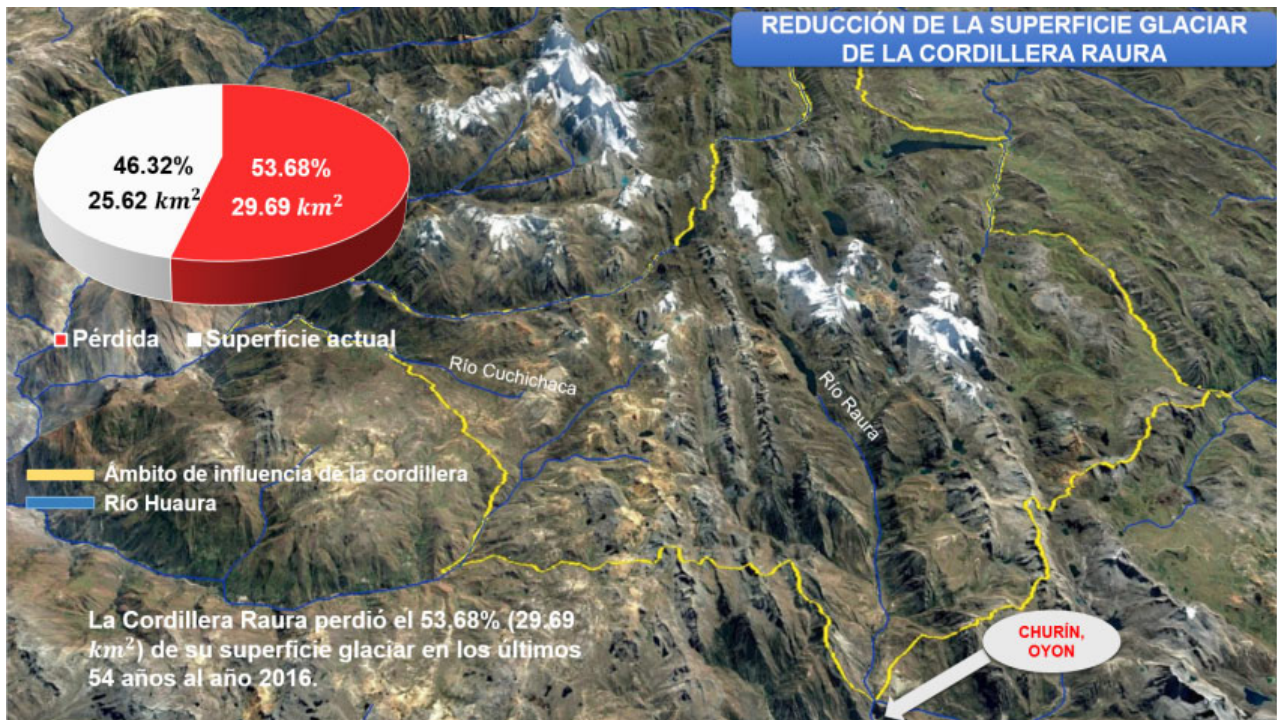 REDUCCIÓN DE LA SUPERFICIE GLACIAR
DE LA CORDILLERA RAURA
46.32%
25.62 km²
53.68%
29.69 km²
Pérdida
Superficie actual
Río Cuchichaca
Río Raura
Ámbito de influencia de la cordillera
Río Huaura
La Cordillera Raura perdió el 53,68% (29.69
km²) de su superficie glaciar en los últimos
54 años al año 2016.
CHURÍN,
OYON